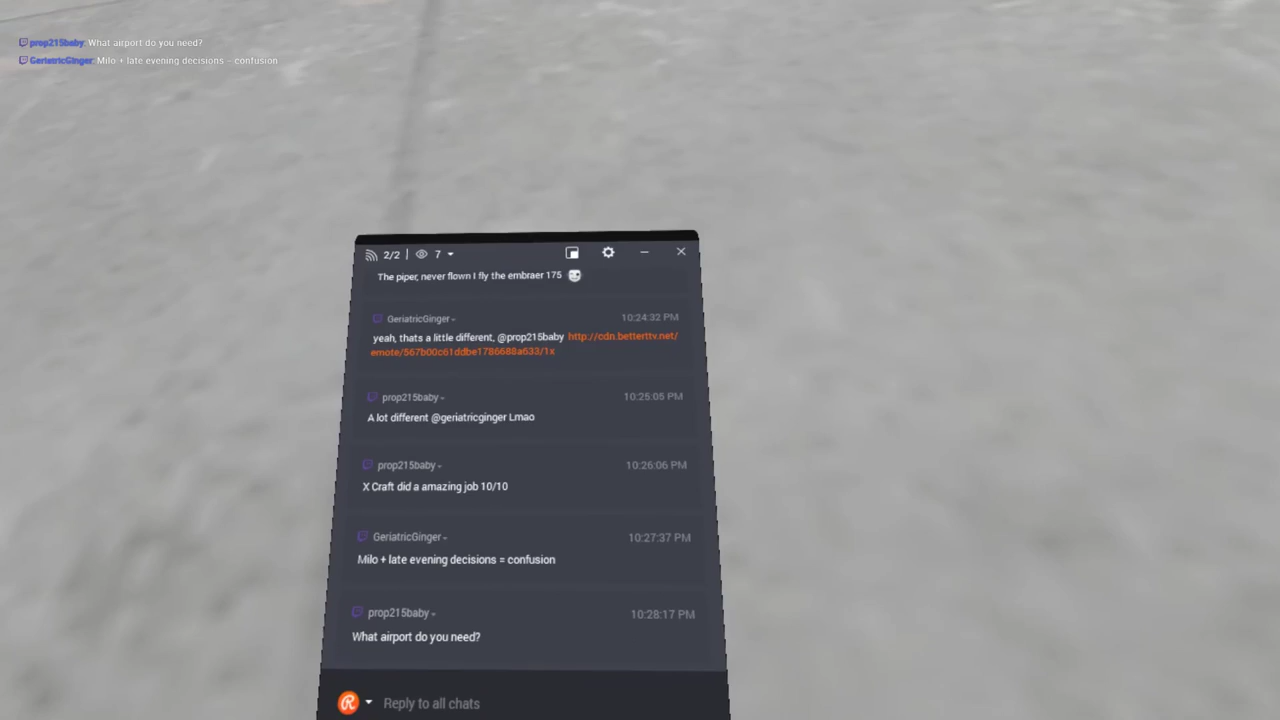 prop215baby: What airport do you need?
GeriatricGinger: Milo + late evening decisions = confusion
2/2 | 7
The piper, never flown I fly the embraer 175
GeriatricGinger 10:24:32 PM
yeah, thats a little different, @prop215baby http://cdn.betterttv.net/
emote/567b00c61ddbe1786688a633/1x
prop215baby 10:25:05 PM
A lot different @geriatricginger Lmao
prop215baby 10:26:06 PM
X Craft did a amazing job 10/10
GeriatricGinger 10:27:37 PM
Milo + late evening decisions = confusion
prop215baby 10:28:17 PM
What airport do you need?
R Reply to all chats